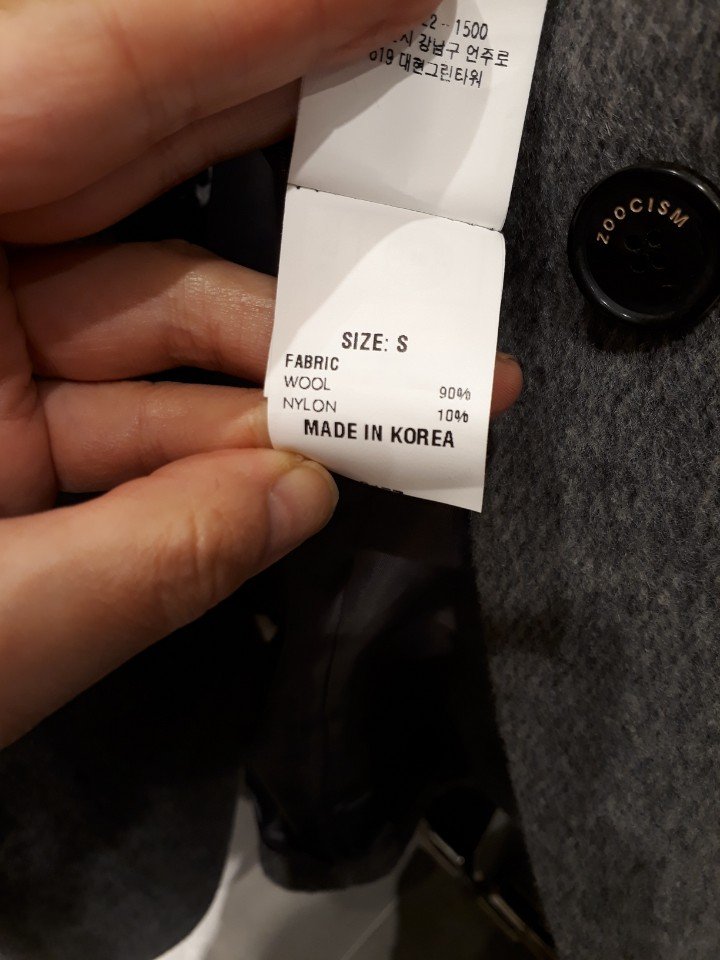 1500
강남구 언주로
619 대현그린타워
SIZE: S
FABRIC
WOOL 90%
NYLON 10%
MADE IN KOREA
ZOOCISM